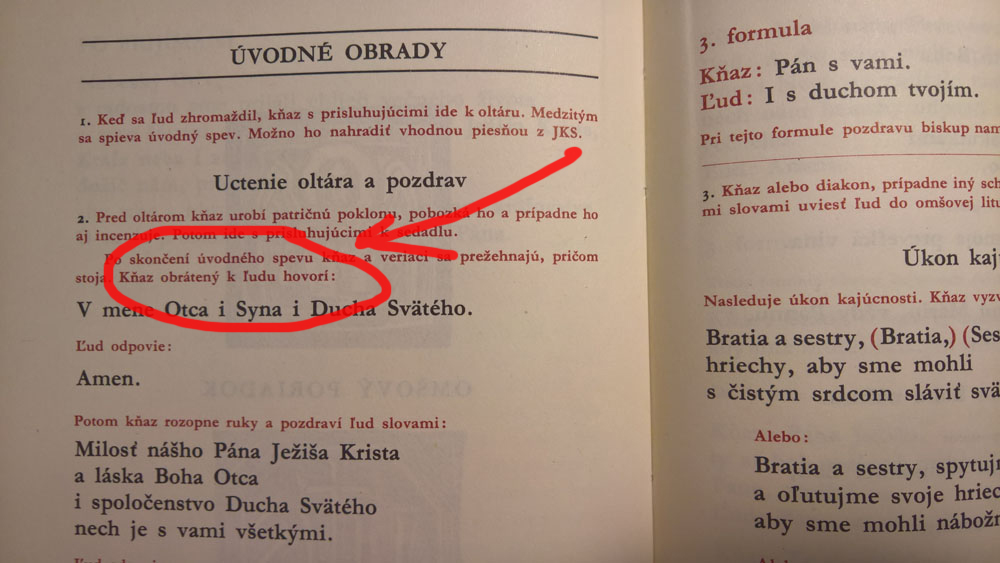 ÚVODNÉ OBRADY
1. Keď sa ľud zhromaždil, kňaz s prisluhujúcimi ide k oltáru. Medzitým
sa spieva úvodný spev. Možno ho nahradiť vhodnou piesňou z JKS.
Uctenie oltára a pozdrav
2. Pred oltárom kňaz urobí patričnú poklonu, pobozká ho a prípadne ho
aj incenzuje. Potom ide s prisluhujúcimi k sedadlu.
Po skončení úvodného spevu kňaz a veriaci sa prežehnajú, pričom
stoja. Kňaz obrátený k ľudu hovorí:
V mene Otca i Syna i Ducha Svätého.
Ľud odpovie:
Amen.
Potom kňaz rozopne ruky a pozdraví ľud slovami:
Milosť nášho Pána Ježiša Krista
a láska Boha Otca
i spoločenstvo Ducha Svätého
nech je s vami všetkými.
3. formula
Kňaz: Pán s vami.
Ľud: I s duchom tvojím.
Pri tejto formule pozdravu biskup
3. Kňaz alebo diakon, prípadne iný
mi slovami uviesť ľud do omšovej
Úkon
Nasleduje úkon kajúcnosti. Kňaz
Bratia a sestry, (Bratia,)
hriechy, aby sme mohli
s čistým srdcom sláviť
Alebo:
Bratia a sestry,
a oľutujme svoje
aby sme mohli